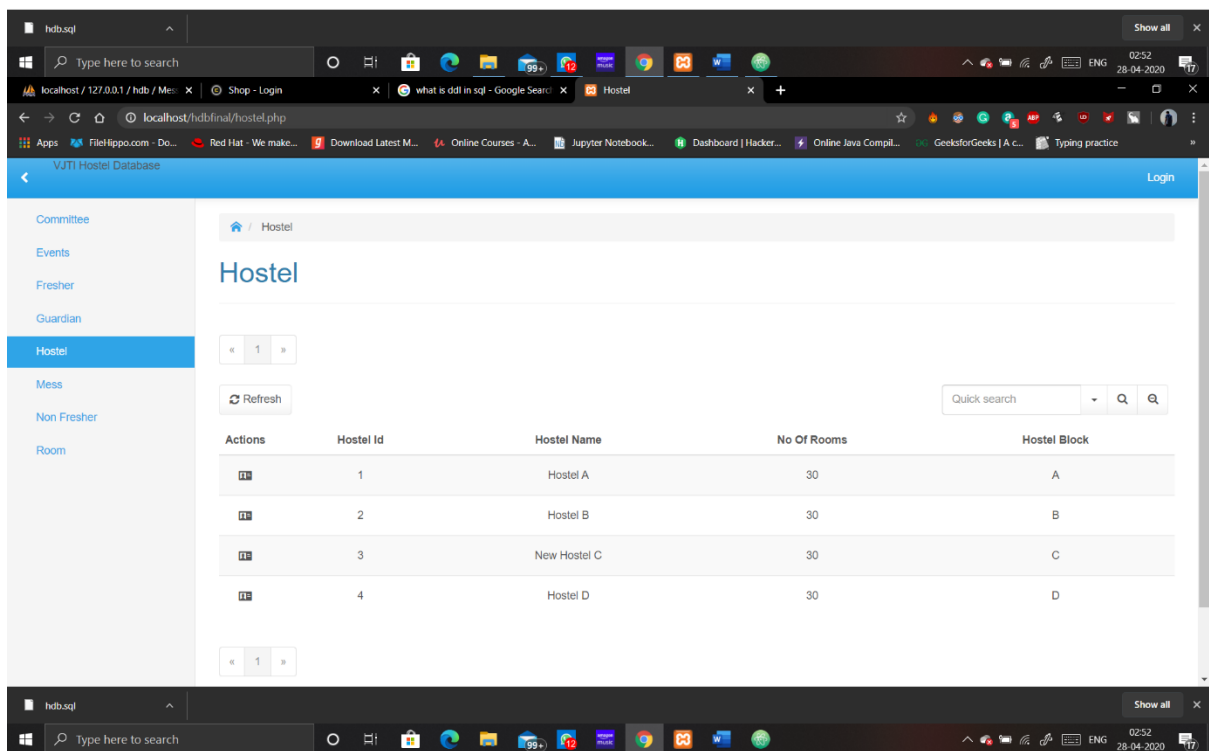 hdb.sql
Show all
Type here to search
99+
12
amazon music
ENG
02:52
28-04-2020
17
localhost / 127.0.0.1 / hdb / Mes
Shop - Login
what is ddl in sql - Google Searc
Hostel
localhost/hdbfinal/hostel.php
Apps
FileHippo.com - Do...
Red Hat - We make...
Download Latest M...
Online Courses - A...
Jupyter Notebook...
Dashboard | Hacker...
Online Java Compil...
GeeksforGeeks | A c...
Typing practice
»
VJTI Hostel Database
Login
Committee
Events
Fresher
Guardian
Hostel
Mess
Non Fresher
Room
/ Hostel
Hostel
« 1 »
Refresh
Quick search
Actions Hostel Id Hostel Name No Of Rooms Hostel Block
1 Hostel A 30 A
2 Hostel B 30 B
3 New Hostel C 30 C
4 Hostel D 30 D
« 1 »
hdb.sql
Show all
Type here to search
99+
12
amazon music
ENG
02:52
28-04-2020
17